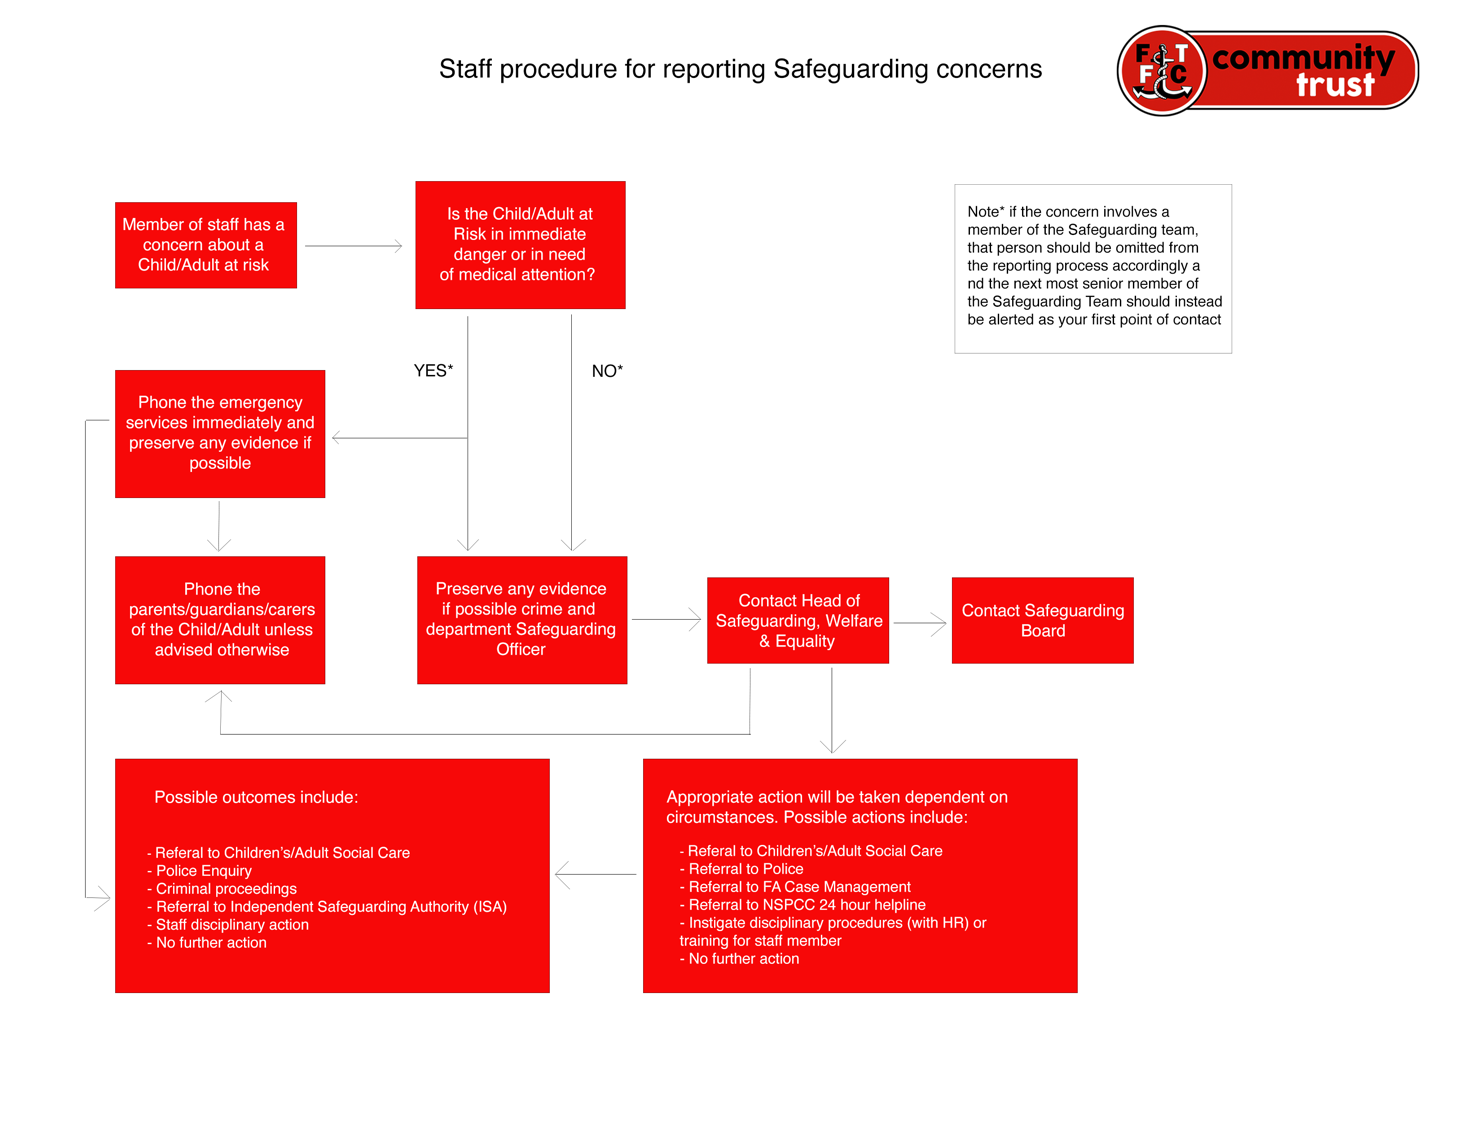 Staff procedure for reporting Safeguarding concerns
F T
F C
community
trust
Member of staff has a
concern about a
Child/Adult at risk
Is the Child/Adult at
Risk in immediate
danger or in need
of medical attention?
Note* if the concern involves a
member of the Safeguarding team,
that person should be omitted from
the reporting process accordingly a
nd the next most senior member of
the Safeguarding Team should instead
be alerted as your first point of contact
YES*
NO*
Phone the emergency
services immediately and
preserve any evidence if
possible
Phone the
parents/guardians/carers
of the Child/Adult unless
advised otherwise
Preserve any evidence
if possible crime and
department Safeguarding
Officer
Contact Head of
Safeguarding, Welfare
& Equality
Contact Safeguarding
Board
Possible outcomes include:
- Referal to Children's/Adult Social Care
- Police Enquiry
- Criminal proceedings
- Referral to Independent Safeguarding Authority (ISA)
- Staff disciplinary action
- No further action
Appropriate action will be taken dependent on
circumstances. Possible actions include:
- Referal to Children's/Adult Social Care
- Referral to Police
- Referral to FA Case Management
- Referral to NSPCC 24 hour helpline
- Instigate disciplinary procedures (with HR) or
training for staff member
- No further action